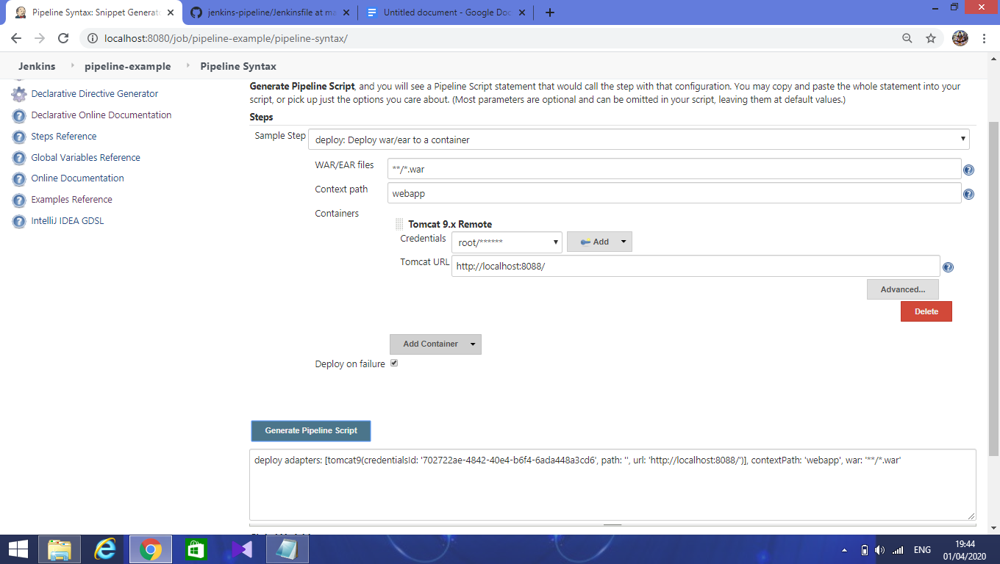 Pipeline Syntax: Snippet Generato
jenkins-pipeline/Jenkinsfile at ma
Untitled document - Google Doc
localhost:8080/job/pipeline-example/pipeline-syntax/
Jenkins pipeline-example Pipeline Syntax
Declarative Directive Generator
Declarative Online Documentation
Steps Reference
Global Variables Reference
Online Documentation
Examples Reference
IntelliJ IDEA GDSL
Generate Pipeline Script, and you will see a Pipeline Script statement that would call the step with that configuration. You may copy and paste the whole statement into your
script, or pick up just the options you care about. (Most parameters are optional and can be omitted in your script, leaving them at default values.)
Steps
Sample Step deploy: Deploy war/ear to a container
WAR/EAR files **/*.war
Context path webapp
Containers
Tomcat 9.x Remote
Credentials root/****** Add
Tomcat URL http://localhost:8088/
Advanced...
Delete
Add Container
Deploy on failure
Generate Pipeline Script
deploy adapters: [tomcat9(credentialsId: '702722ae-4842-40e4-b6f4-6ada448a3cd6', path: '', url: 'http://localhost:8088/')], contextPath: 'webapp', war: '**/*.war'
ENG
19:44
01/04/2020